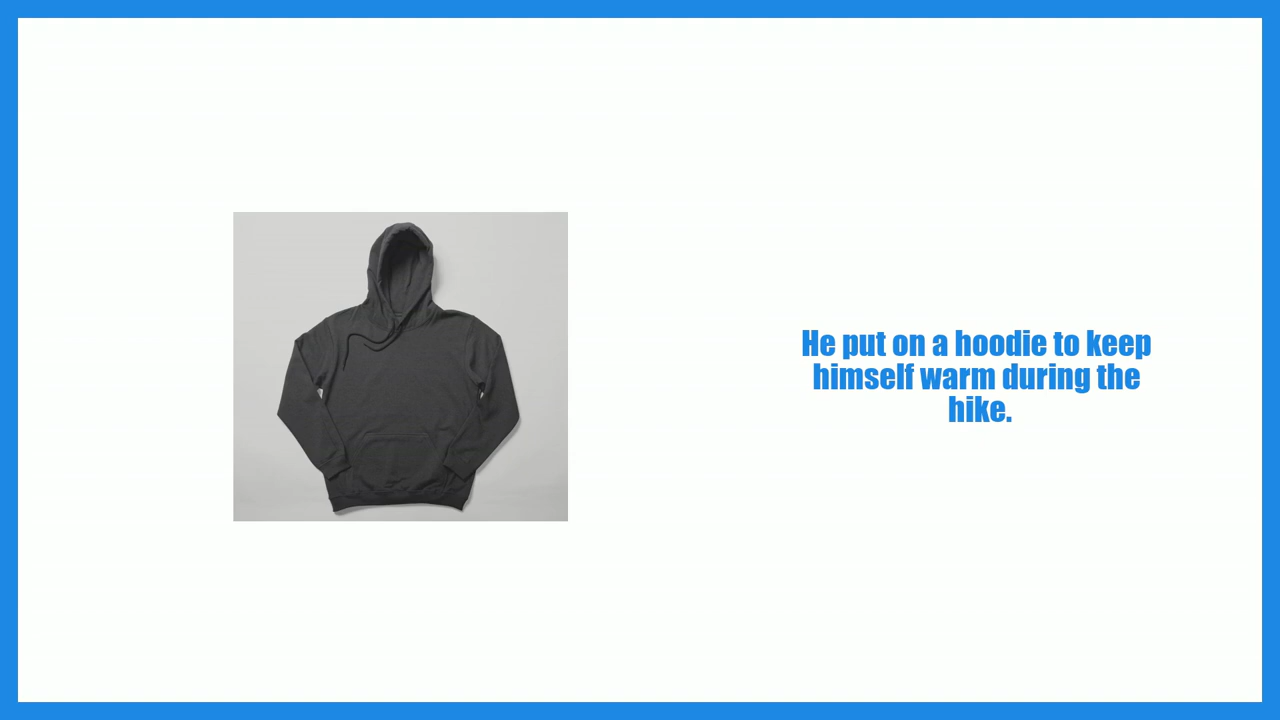 He put on a hoodie to keep
himself warm during the
hike.